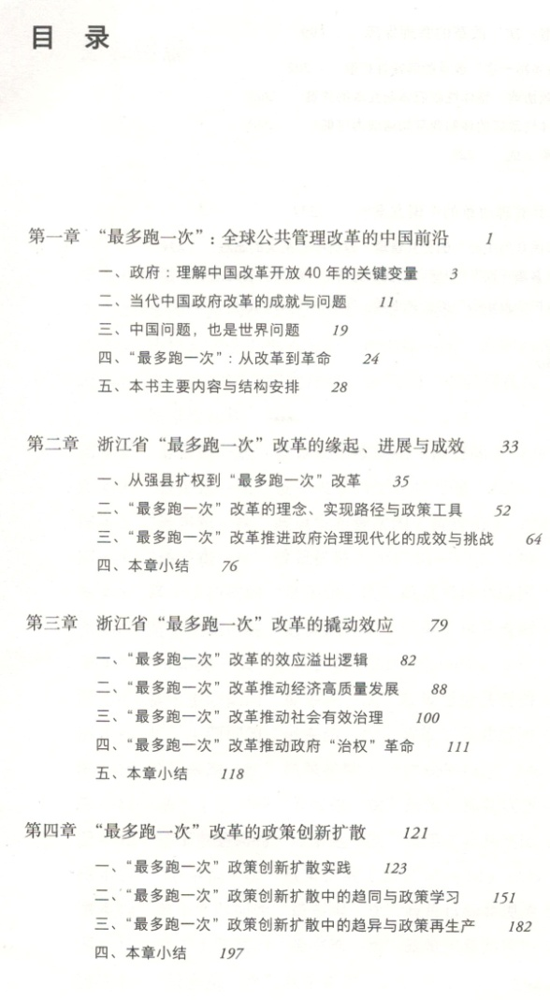 目 录
第一章 “最多跑一次”：全球公共管理改革的中国前沿 1
一、政府：理解中国改革开放 40 年的关键变量 3
二、当代中国政府改革的成就与问题 11
三、中国问题，也是世界问题 19
四、“最多跑一次”：从改革到革命 24
五、本书主要内容与结构安排 28
第二章 浙江省“最多跑一次”改革的缘起、进展与成效 33
一、从强县扩权到“最多跑一次”改革 35
二、“最多跑一次”改革的理念、实现路径与政策工具 52
三、“最多跑一次”改革推进政府治理现代化的成效与挑战 64
四、本章小结 76
第三章 浙江省“最多跑一次”改革的撬动效应 79
一、“最多跑一次”改革的效应溢出逻辑 82
二、“最多跑一次”改革推动经济高质量发展 88
三、“最多跑一次”改革推动社会有效治理 100
四、“最多跑一次”改革推动政府“治权”革命 111
五、本章小结 118
第四章 “最多跑一次”改革的政策创新扩散 121
一、“最多跑一次”政策创新扩散实践 123
二、“最多跑一次”政策创新扩散中的趋同与政策学习 151
三、“最多跑一次”政策创新扩散中的趋异与政策再生产 182
四、本章小结 197